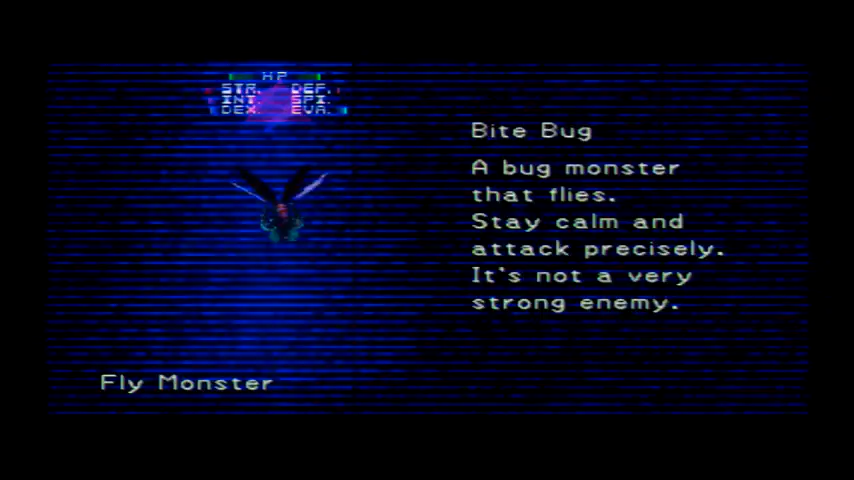 HP
STR. DEF.
INT. SPI.
DEX. EVA.
Bite Bug
A bug monster
that flies.
Stay calm and
attack precisely.
It's not a very
strong enemy.
Fly Monster